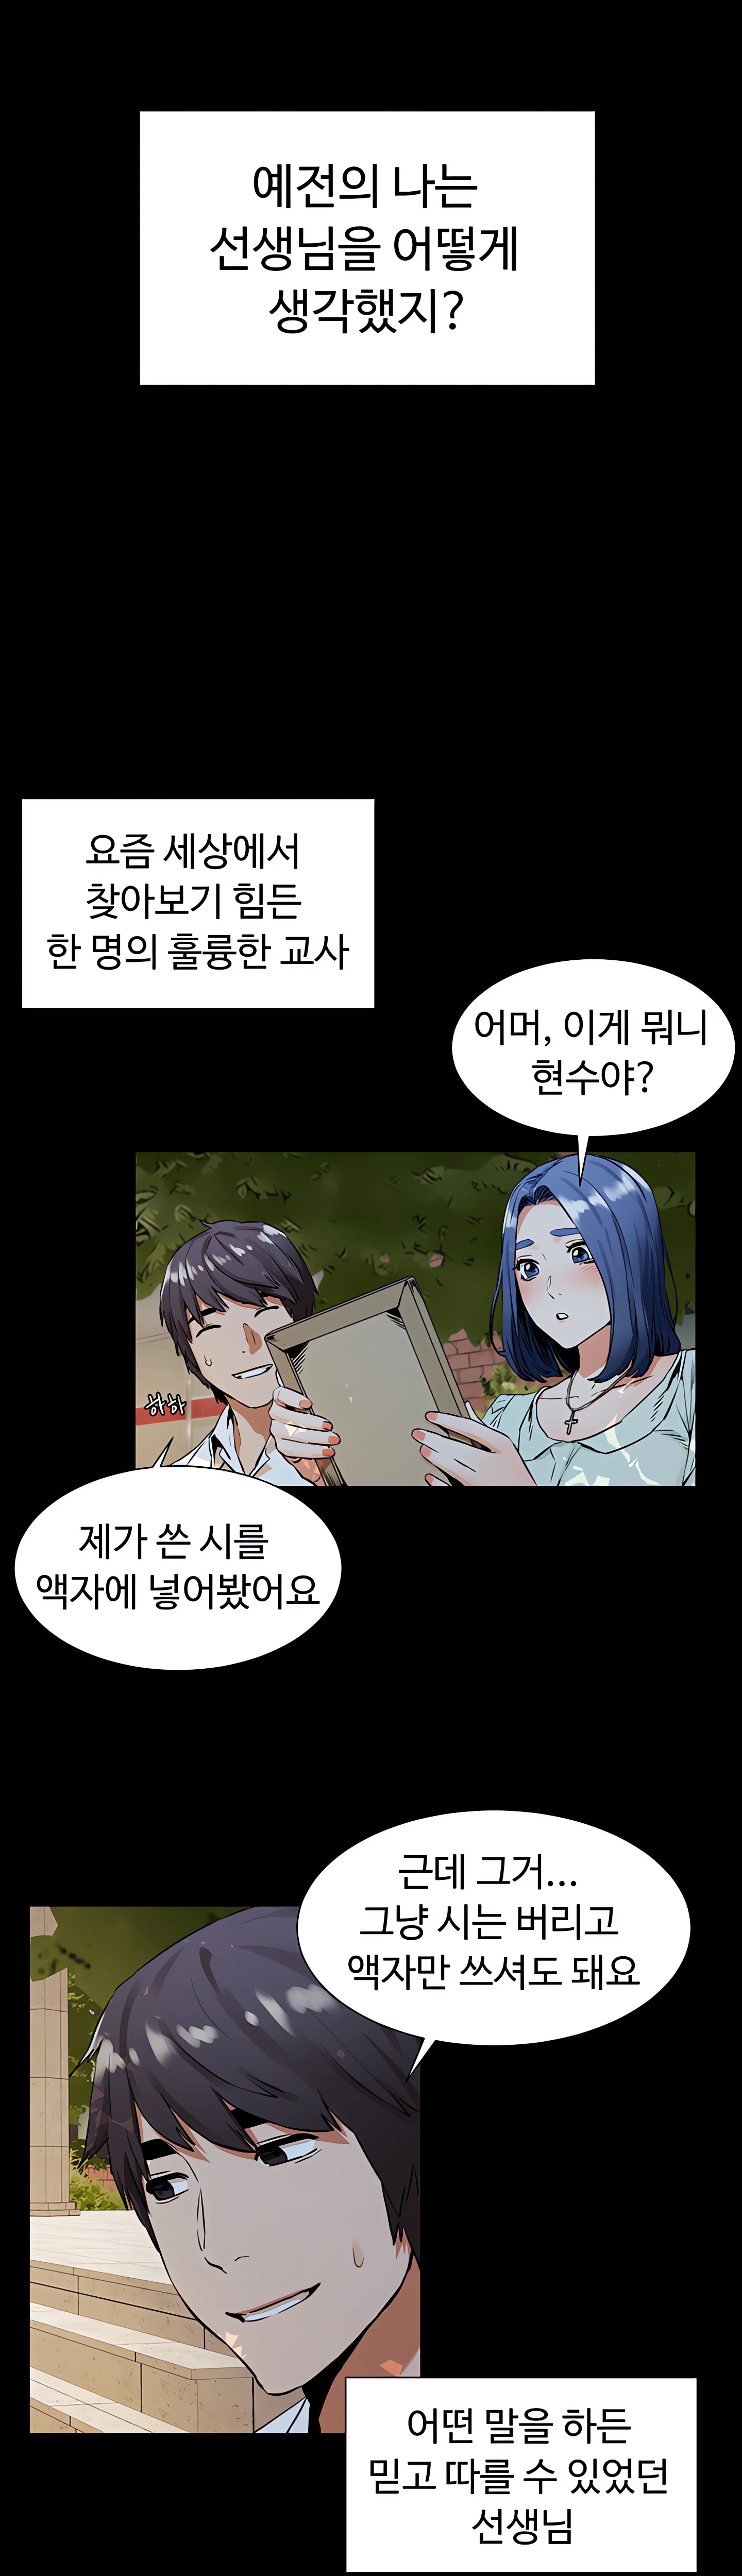 예전의 나는
선생님을 어떻게
생각했지?
요즘 세상에서
찾아보기 힘든
한 명의 훌륭한 교사
어머, 이게 뭐니
현수야?
하하
제가 쓴 시를
액자에 넣어봤어요
근데 그거...
그냥 시는 버리고
액자만 쓰셔도 돼요
어떤 말을 하든
믿고 따를 수 있었던
선생님